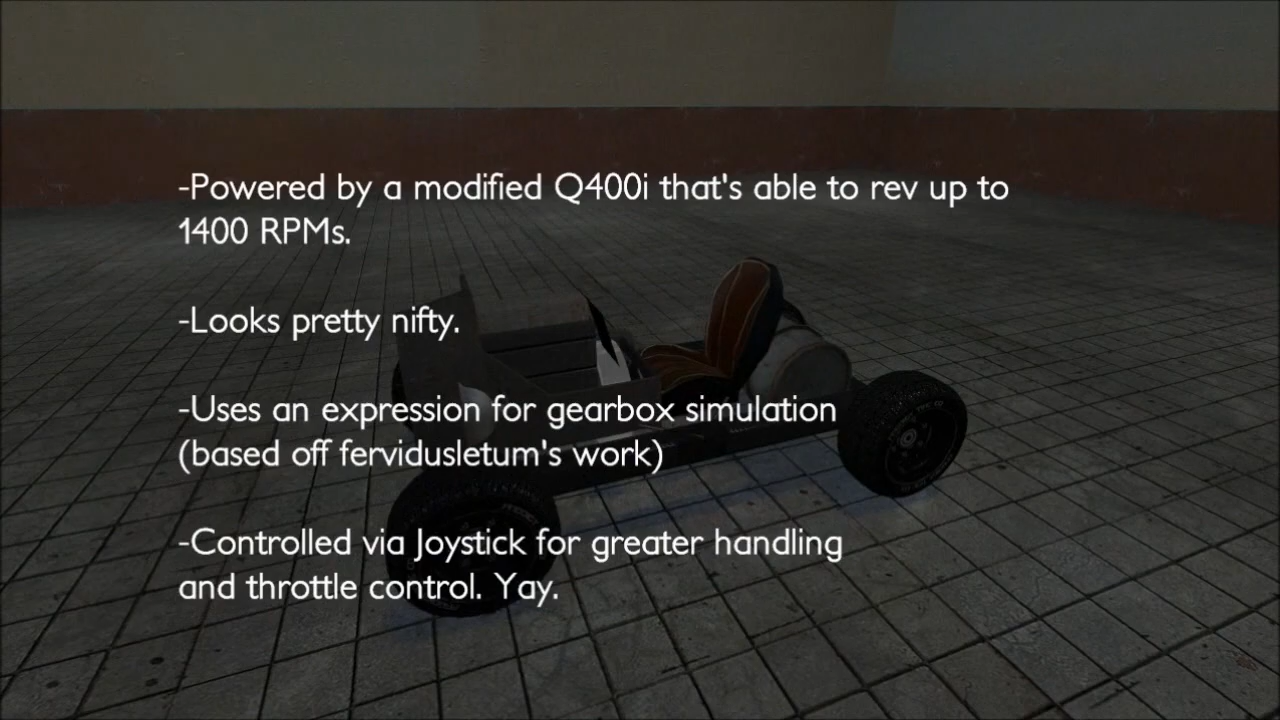 -Powered by a modified Q400i that's able to rev up to
1400 RPMs.
-Looks pretty nifty.
-Uses an expression for gearbox simulation
(based off fervidusletum's work)
-Controlled via Joystick for greater handling
and throttle control. Yay.